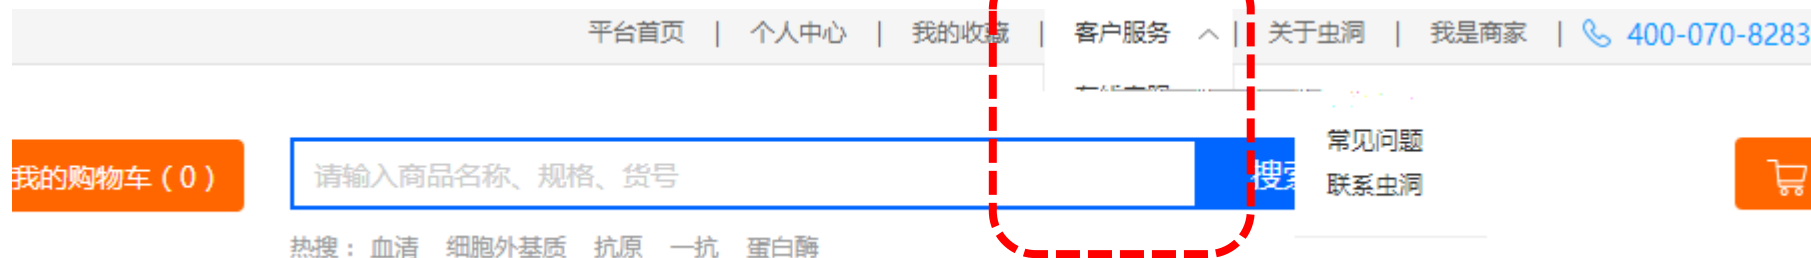 平台首页 | 个人中心 | 我的收藏 | 客户服务 | 关于虫洞 | 我是商家 | 400-070-8283
常见问题
我的购物车 ( 0 ) 请输入商品名称、规格、货号 搜索
联系虫洞
热搜： 血清 细胞外基质 抗原 一抗 蛋白酶